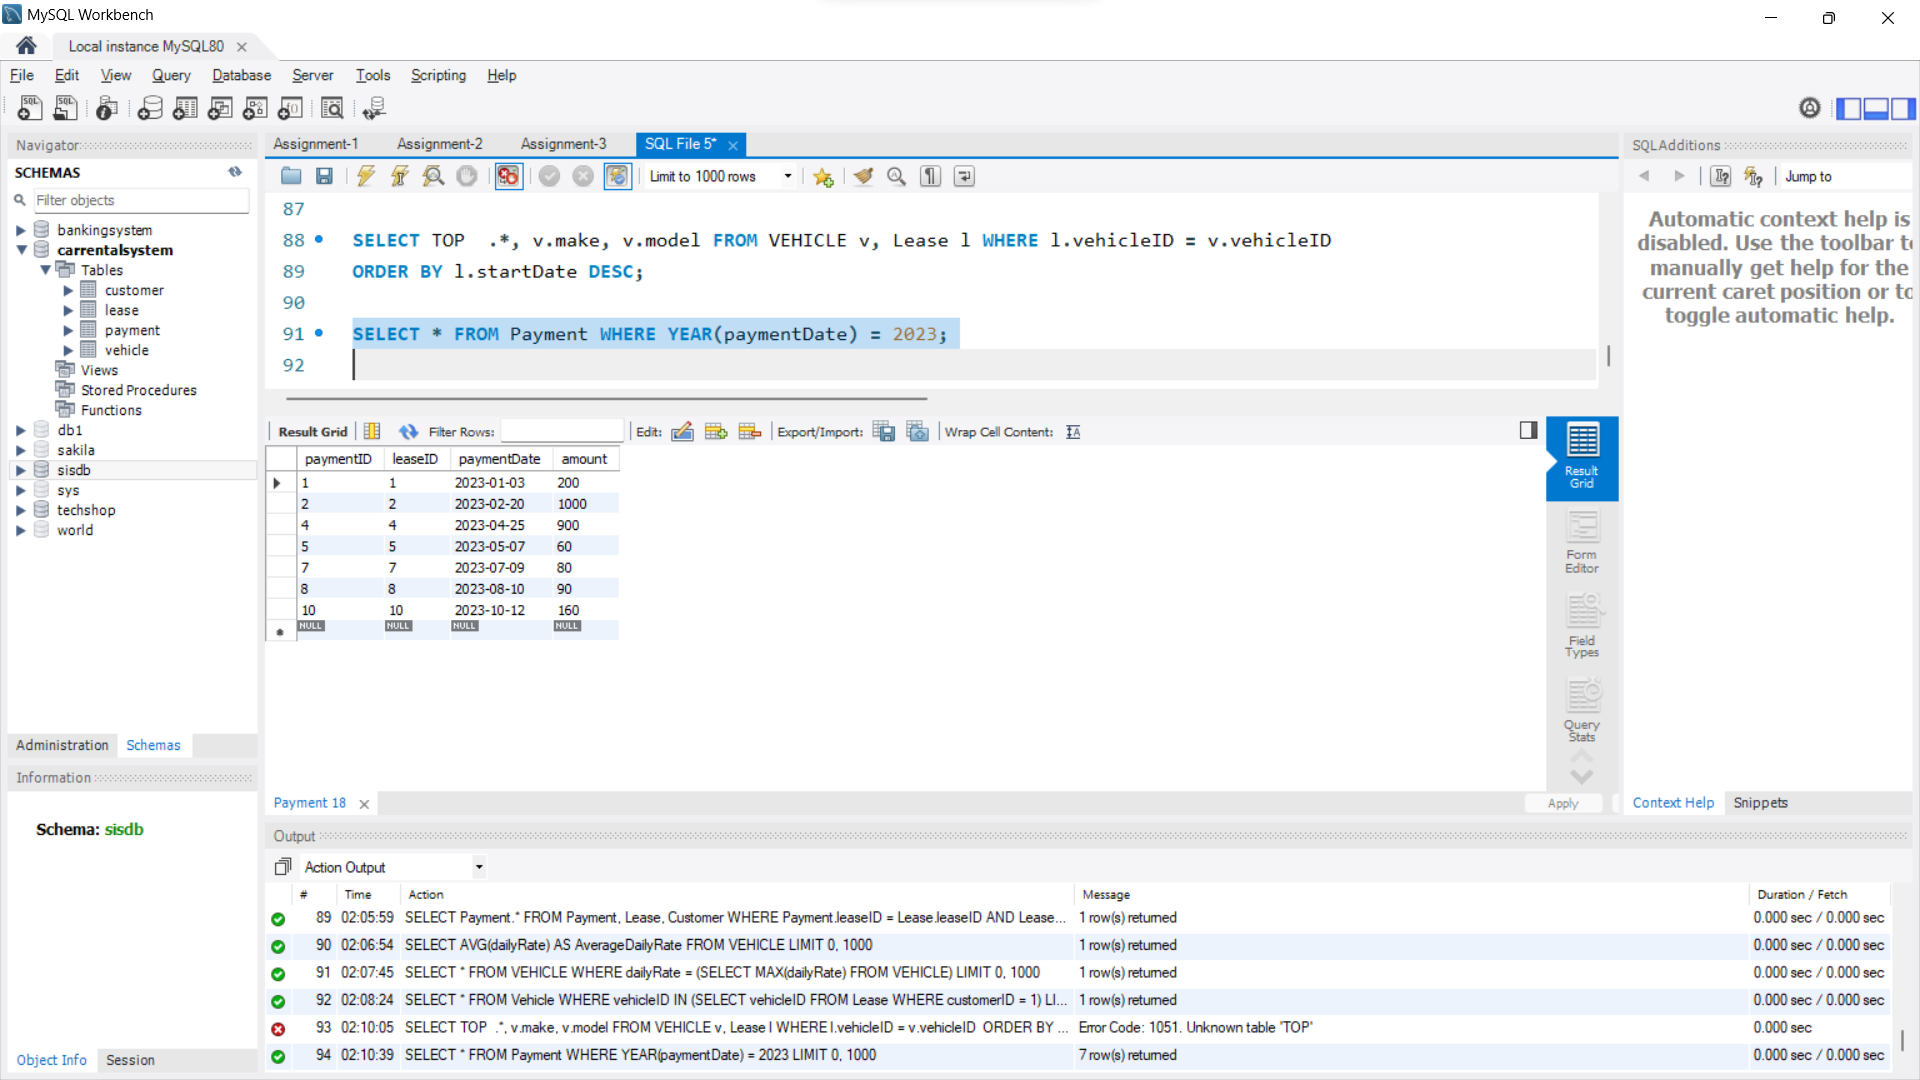 MySQL Workbench
Local instance MySQL80
File Edit View Query Database Server Tools Scripting Help
Navigator
SCHEMAS
Filter objects
bankingsystem
carrentalsystem
Tables
customer
lease
payment
vehicle
Views
Stored Procedures
Functions
db1
sakila
sisdb
sys
techshop
world
Administration Schemas
Information
Schema: sisdb
Object Info Session
Assignment-1 Assignment-2 Assignment-3 SQL File 5*
Limit to 1000 rows
87
88 SELECT TOP .*, v.make, v.model FROM VEHICLE v, Lease l WHERE l.vehicleID = v.vehicleID
89 ORDER BY l.startDate DESC;
90
91 SELECT * FROM Payment WHERE YEAR(paymentDate) = 2023;
92
Result Grid Filter Rows: Edit: Export/Import: Wrap Cell Content:
paymentID leaseID paymentDate amount
1 1 2023-01-03 200
2 2 2023-02-20 1000
4 4 2023-04-25 900
5 5 2023-05-07 60
7 7 2023-07-09 80
8 8 2023-08-10 90
10 10 2023-10-12 160
NULL NULL NULL NULL
Result
Grid
Form
Editor
Field
Types
Query
Stats
Payment 18
Apply
SQLAdditions
Jump to
Automatic context help is
disabled. Use the toolbar to
manually get help for the
current caret position or to
toggle automatic help.
Context Help Snippets
Output
Action Output
# Time Action Message Duration / Fetch
89 02:05:59 SELECT Payment.* FROM Payment, Lease, Customer WHERE Payment.leaseID = Lease.leaseID AND Lease... 1 row(s) returned 0.000 sec / 0.000 sec
90 02:06:54 SELECT AVG(dailyRate) AS AverageDailyRate FROM VEHICLE LIMIT 0, 1000 1 row(s) returned 0.000 sec / 0.000 sec
91 02:07:45 SELECT * FROM VEHICLE WHERE dailyRate = (SELECT MAX(dailyRate) FROM VEHICLE) LIMIT 0, 1000 1 row(s) returned 0.000 sec / 0.000 sec
92 02:08:24 SELECT * FROM Vehicle WHERE vehicleID IN (SELECT vehicleID FROM Lease WHERE customerID = 1) LI... 1 row(s) returned 0.000 sec / 0.000 sec
93 02:10:05 SELECT TOP .*, v.make, v.model FROM VEHICLE v, Lease l WHERE l.vehicleID = v.vehicleID ORDER BY ... Error Code: 1051. Unknown table 'TOP' 0.000 sec
94 02:10:39 SELECT * FROM Payment WHERE YEAR(paymentDate) = 2023 LIMIT 0, 1000 7 row(s) returned 0.000 sec / 0.000 sec